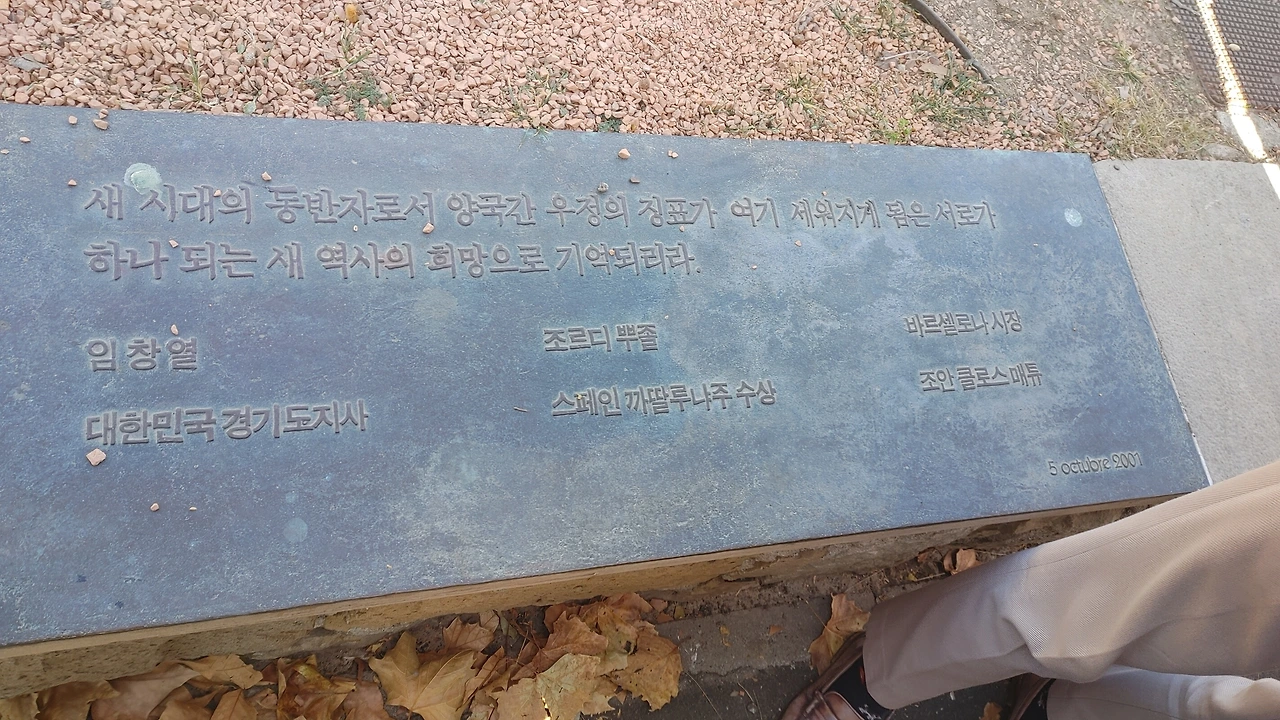 새 시대의 동반자로서 양국간 우정의 징표가 여기 세워지게 됨은 서로가
하나 되는 새 역사의 희망으로 기억되리라.
임창열
대한민국 경기도지사
조르디 뿌졸
스페인 까딸루냐주 수상
바르셀로나 시장
조안 클로스 매튜
5 octubre 2001